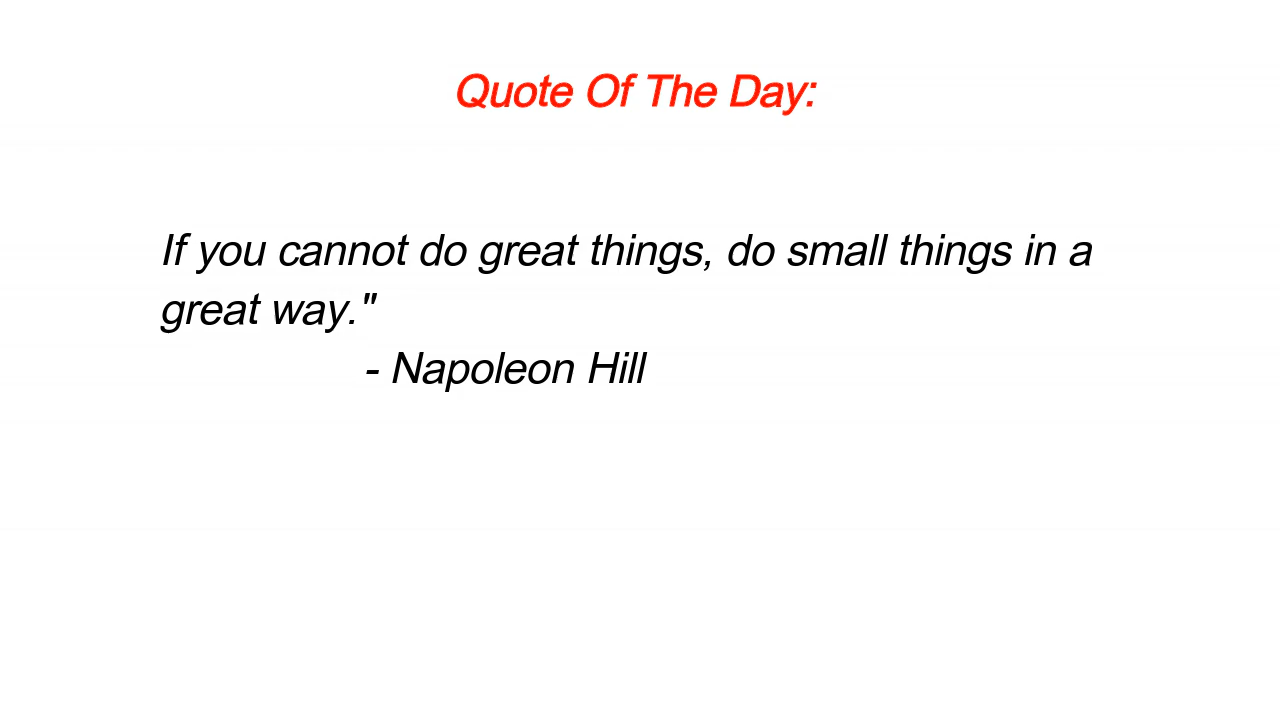 Quote Of The Day:
If you cannot do great things, do small things in a
great way."
- Napoleon Hill